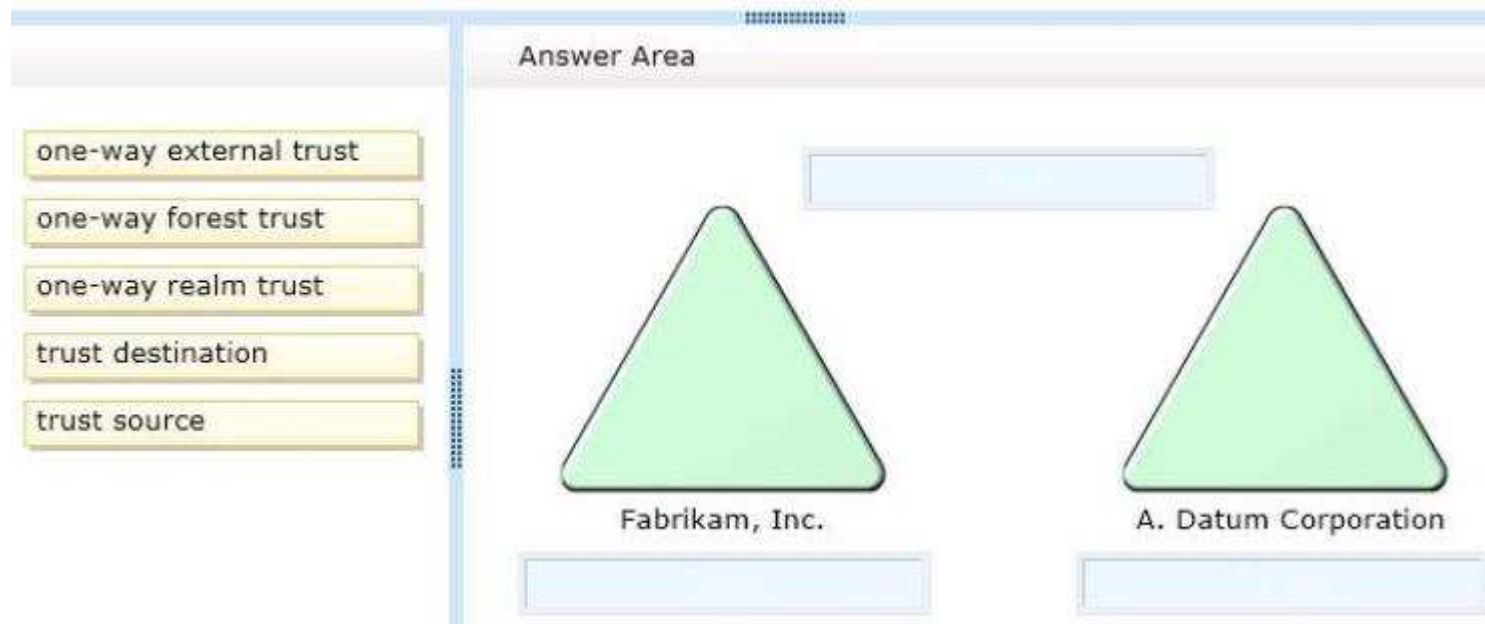 Answer Area
one-way external trust
one-way forest trust
one-way realm trust
trust destination
trust source
Fabrikam, Inc.
A. Datum Corporation